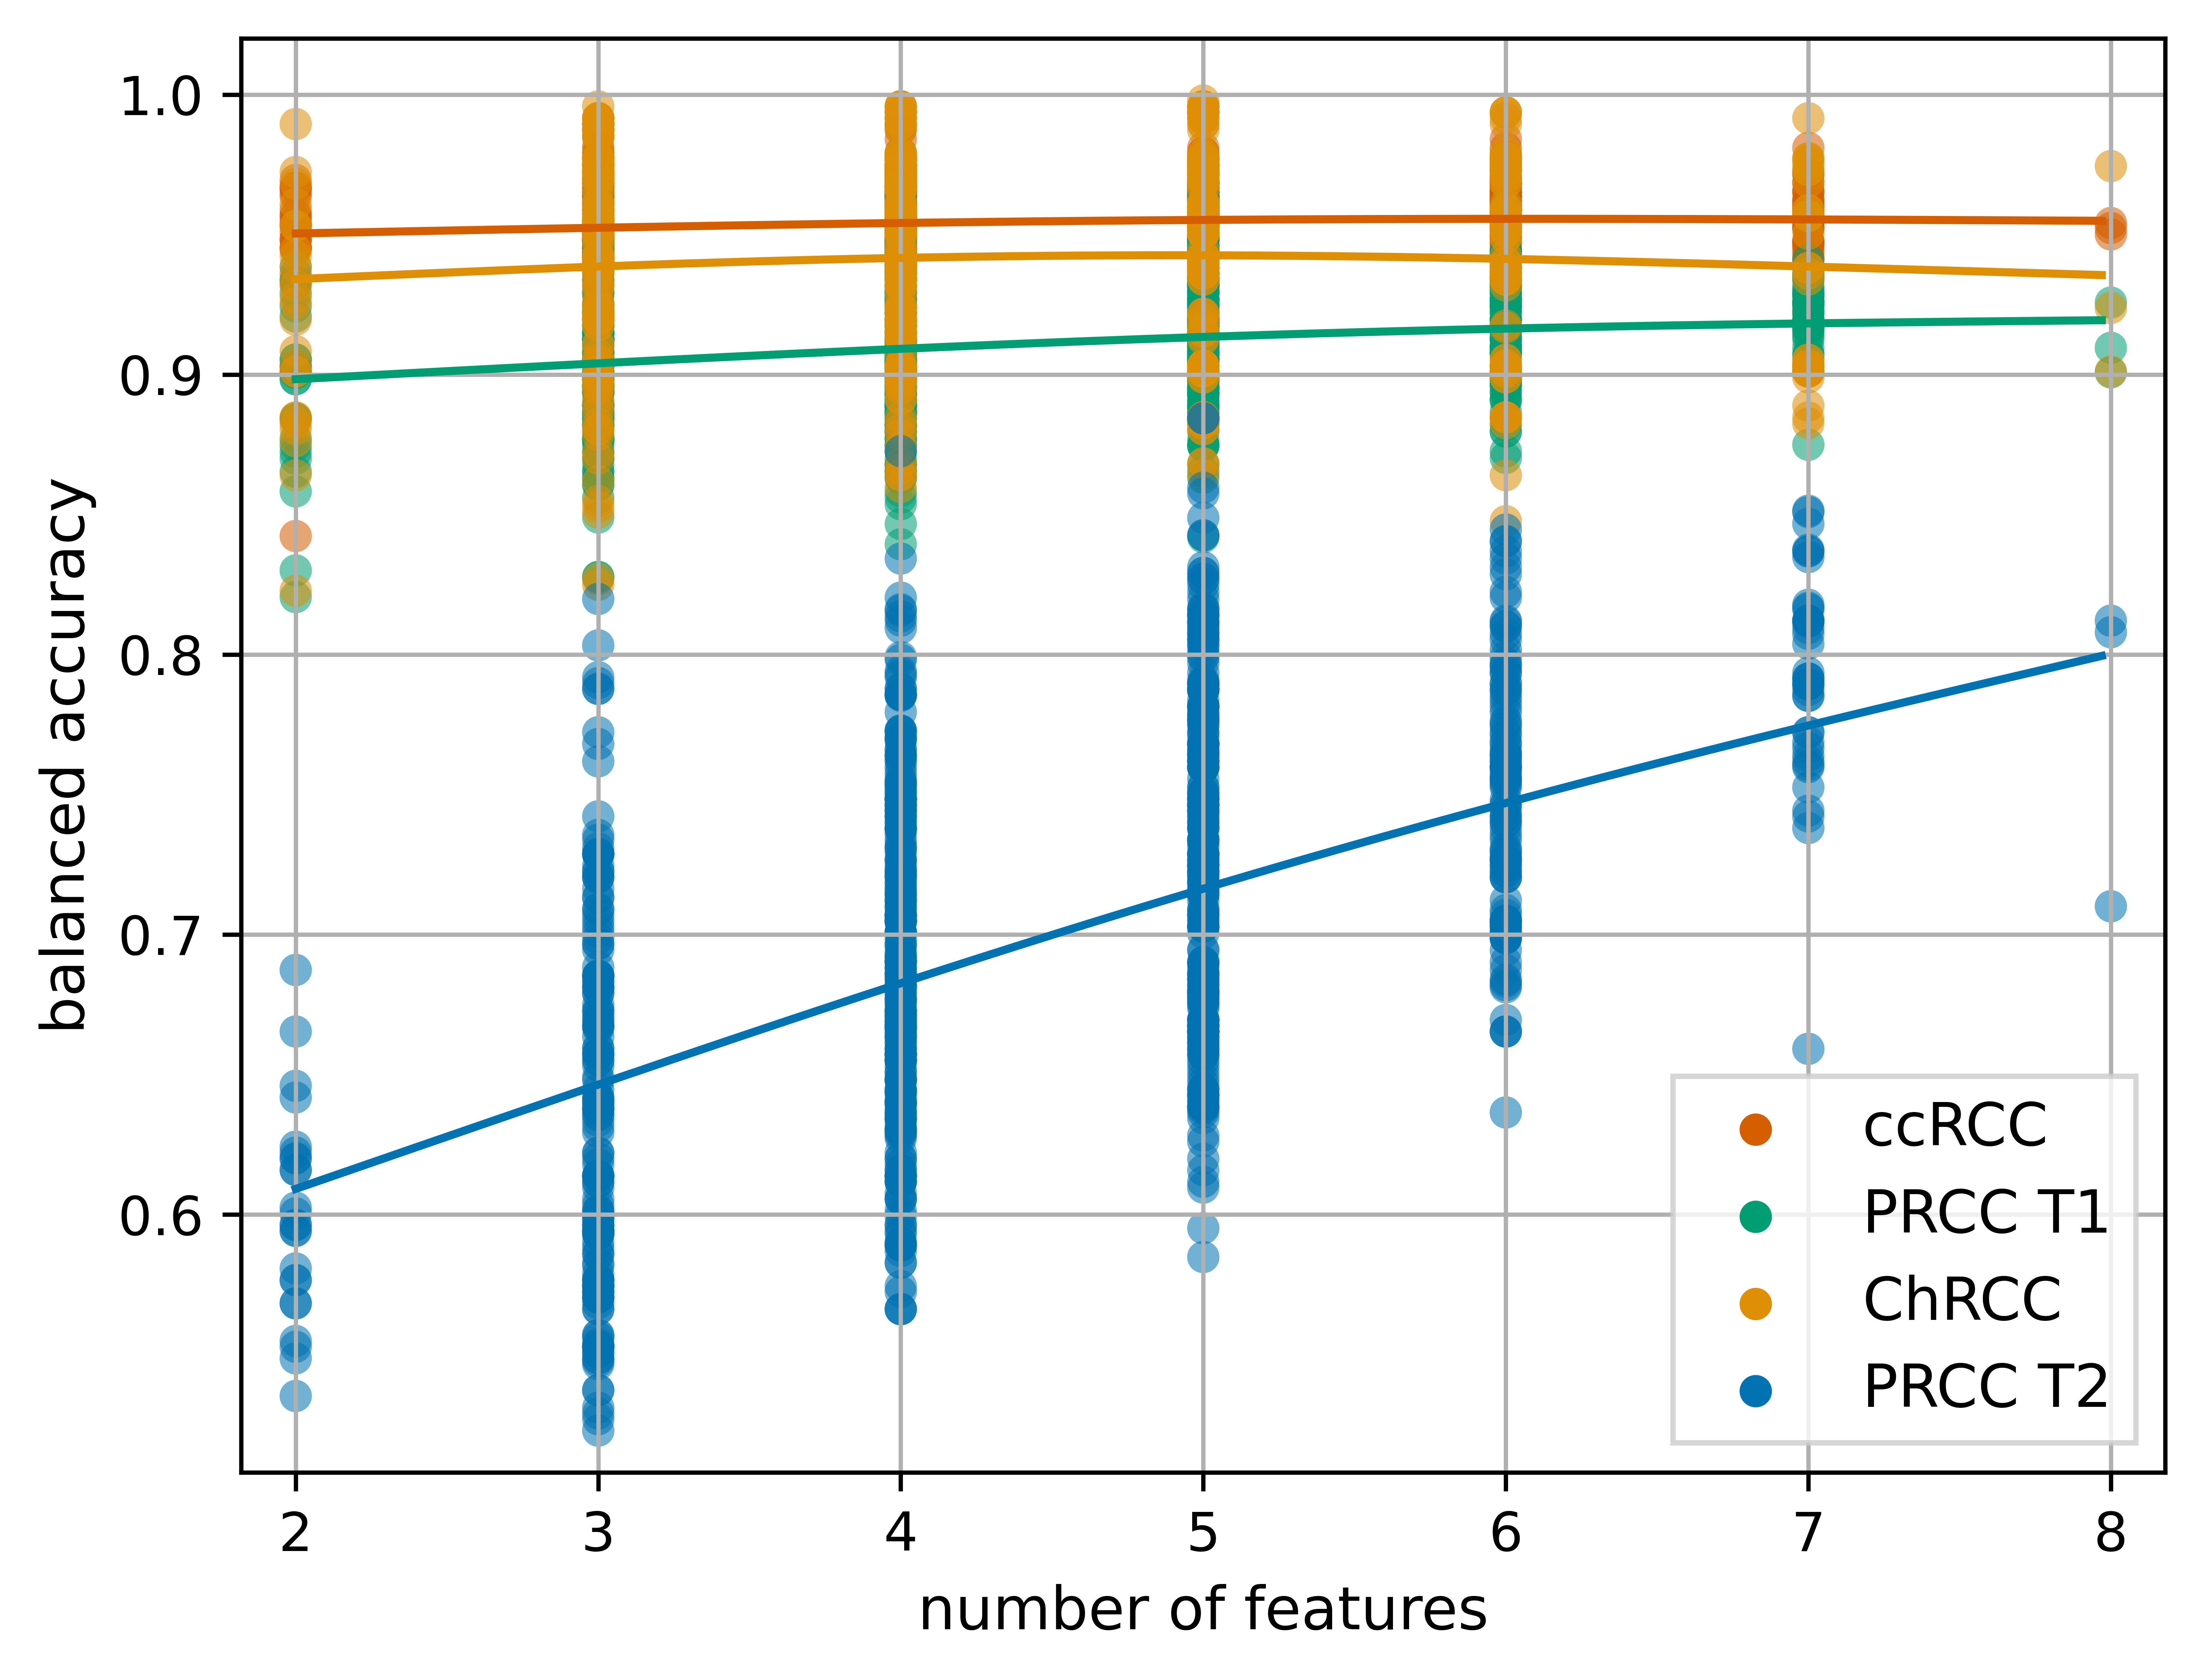 1.0
0.9
0.8
0.7
0.6
balanced accuracy
ccRCC
PRCC T1
ChRCC
PRCC T2
2 3 4 5 6 7 8
number of features